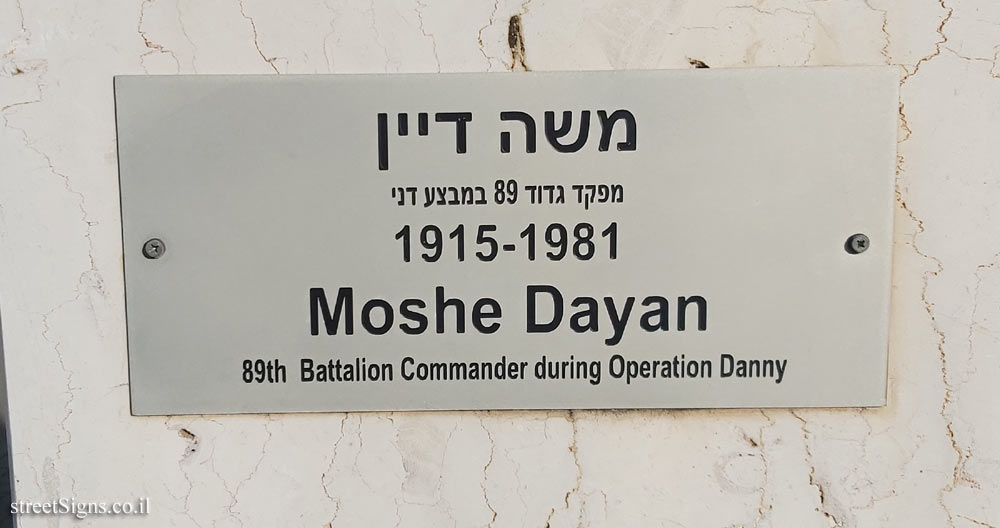 משה דיין
מפקד גדוד 89 במבצע דני
1915-1981
Moshe Dayan
89th Battalion Commander during Operation Danny
streetSigns.co.il